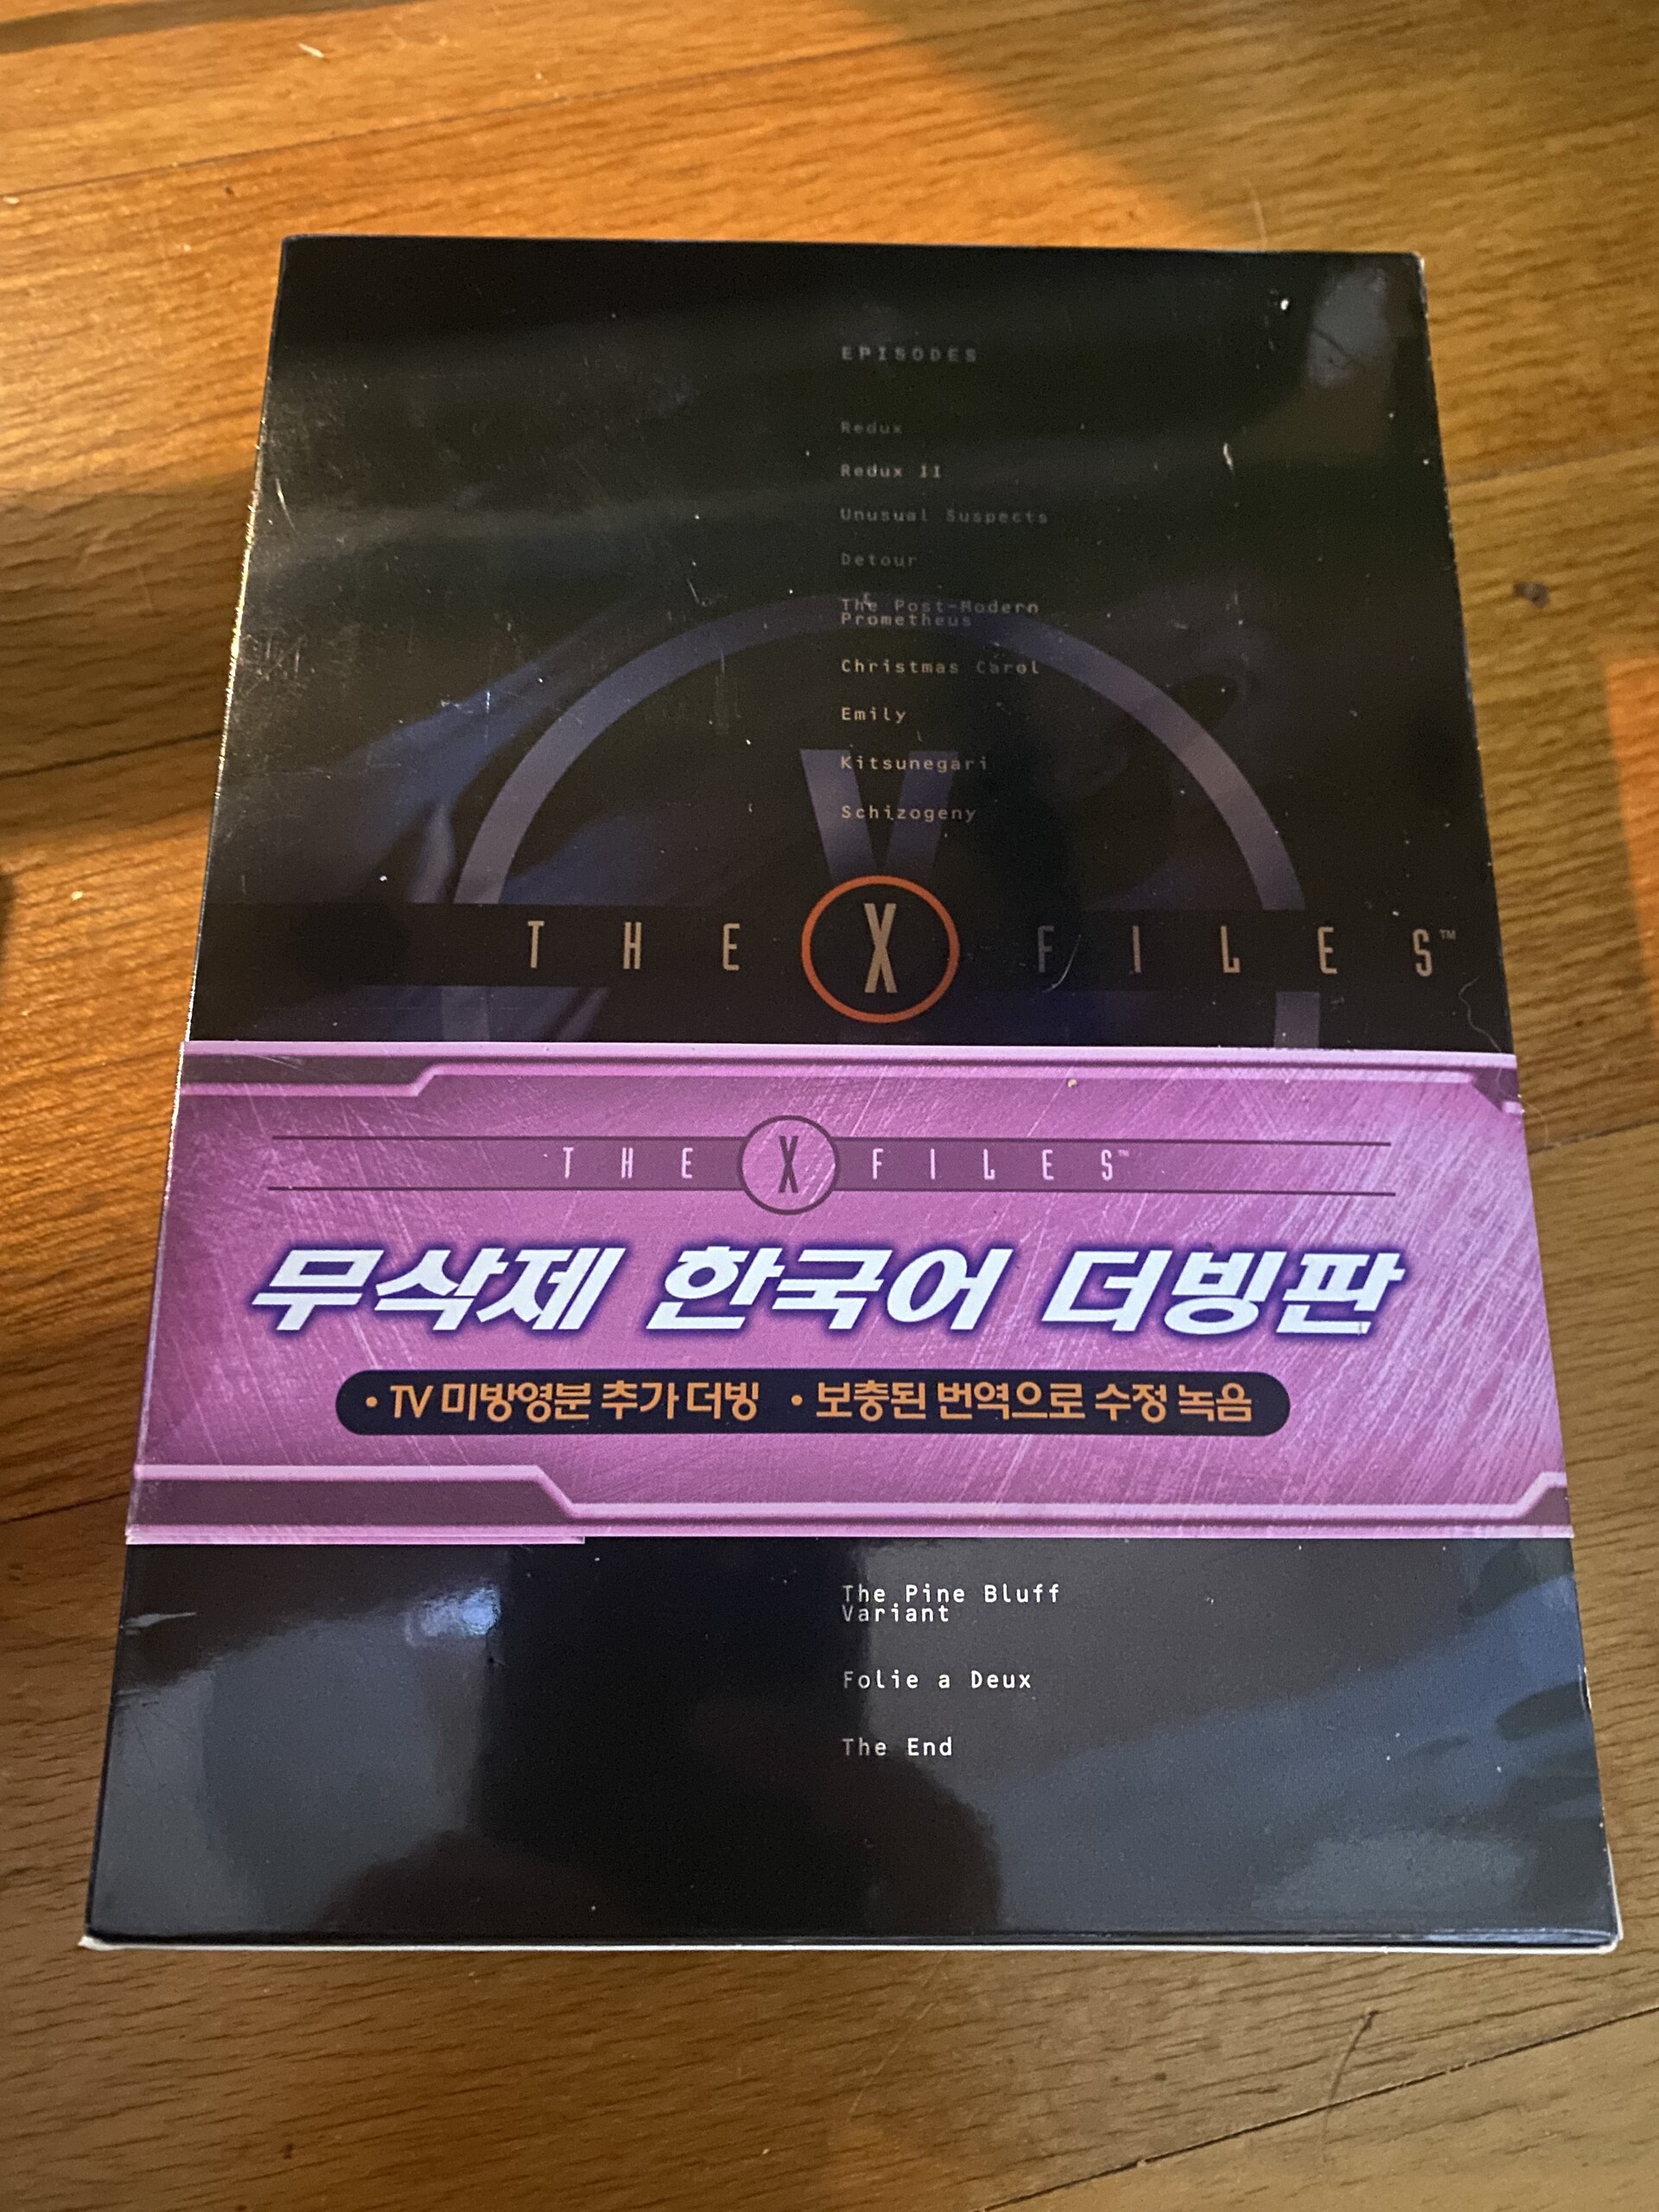 EPISODES
Redux
Redux II
Unusual Suspects
Detour
The Post-Modern
Prometheus
Christmas Carol
Emily
Kitsunegari
Schizogeny
THE X FILES™
THE X FILES™
무삭제 한국어 더빙판
• TV 미방영분 추가 더빙 • 보충된 번역으로 수정 녹음
The Pine Bluff
Variant
Folie a Deux
The End